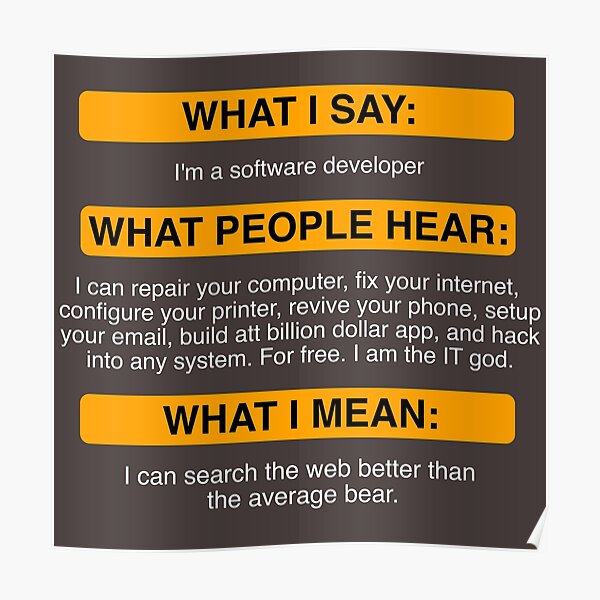 WHAT I SAY:
I'm a software developer
WHAT PEOPLE HEAR:
I can repair your computer, fix your internet,
configure your printer, revive your phone, setup
your email, build att billion dollar app, and hack
into any system. For free. I am the IT god.
WHAT I MEAN:
I can search the web better than
the average bear.